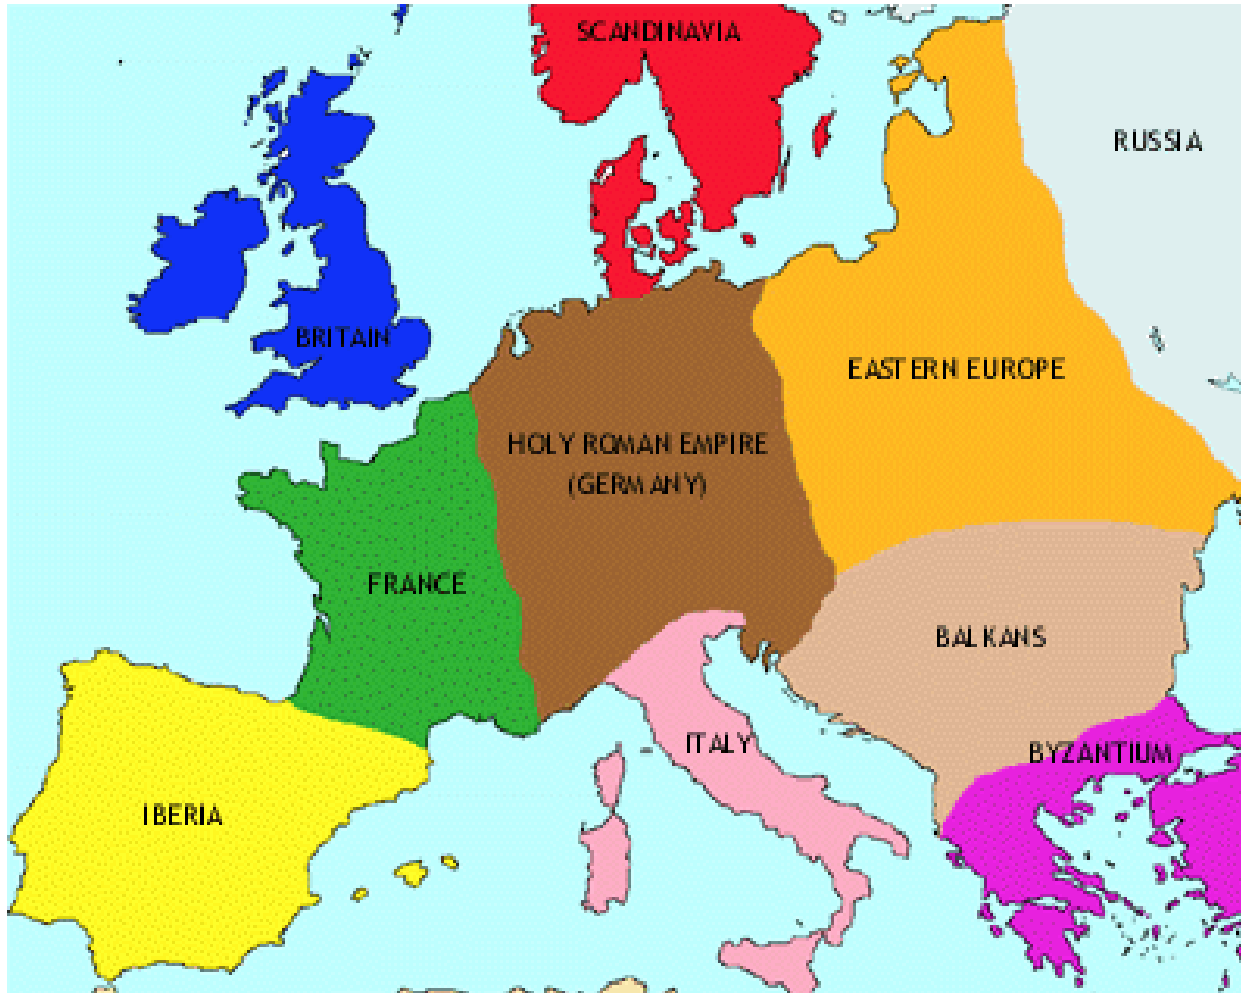 SCANDINAVIA
RUSSIA
BRITAIN
EASTERN EUROPE
HOLY ROMAN EMPIRE
(GERMANY)
FRANCE
BALKANS
ITALY
BYZANTIUM
IBERIA